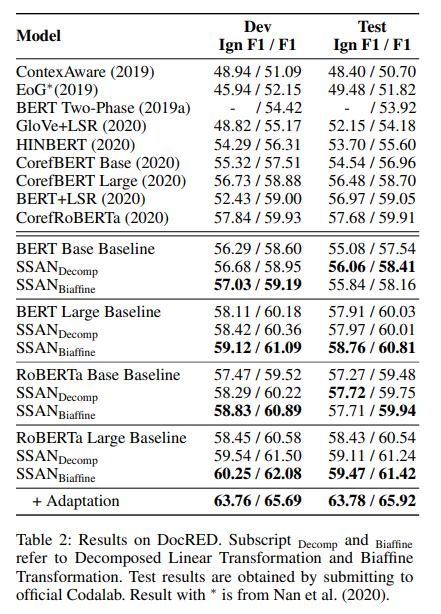 Model Dev Test
Ign F1 / F1 Ign F1 / F1
ContexAware (2019) 48.94 / 51.09 48.40 / 50.70
EoG*(2019) 45.94 / 52.15 49.48 / 51.82
BERT Two-Phase (2019a) - / 54.42 - / 53.92
GloVe+LSR (2020) 48.82 / 55.17 52.15 / 54.18
HINBERT (2020) 54.29 / 56.31 53.70 / 55.60
CorefBERT Base (2020) 55.32 / 57.51 54.54 / 56.96
CorefBERT Large (2020) 56.73 / 58.88 56.48 / 58.70
BERT+LSR (2020) 52.43 / 59.00 56.97 / 59.05
CorefRoBERTa (2020) 57.84 / 59.93 57.68 / 59.91
BERT Base Baseline 56.29 / 58.60 55.08 / 57.54
SSAN Decomp 56.68 / 58.95 56.06 / 58.41
SSAN Biaffine 57.03 / 59.19 55.84 / 58.16
BERT Large Baseline 58.11 / 60.18 57.91 / 60.03
SSAN Decomp 58.42 / 60.36 57.97 / 60.01
SSAN Biaffine 59.12 / 61.09 58.76 / 60.81
RoBERTa Base Baseline 57.47 / 59.52 57.27 / 59.48
SSAN Decomp 58.29 / 60.22 57.72 / 59.75
SSAN Biaffine 58.83 / 60.89 57.71 / 59.94
RoBERTa Large Baseline 58.45 / 60.58 58.43 / 60.54
SSAN Decomp 59.54 / 61.50 59.11 / 61.24
SSAN Biaffine 60.25 / 62.08 59.47 / 61.42
+ Adaptation 63.76 / 65.69 63.78 / 65.92
Table 2: Results on DocRED. Subscript Decomp and Biaffine
refer to Decomposed Linear Transformation and Biaffine
Transformation. Test results are obtained by submitting to
official Codalab. Result with * is from Nan et al. (2020).